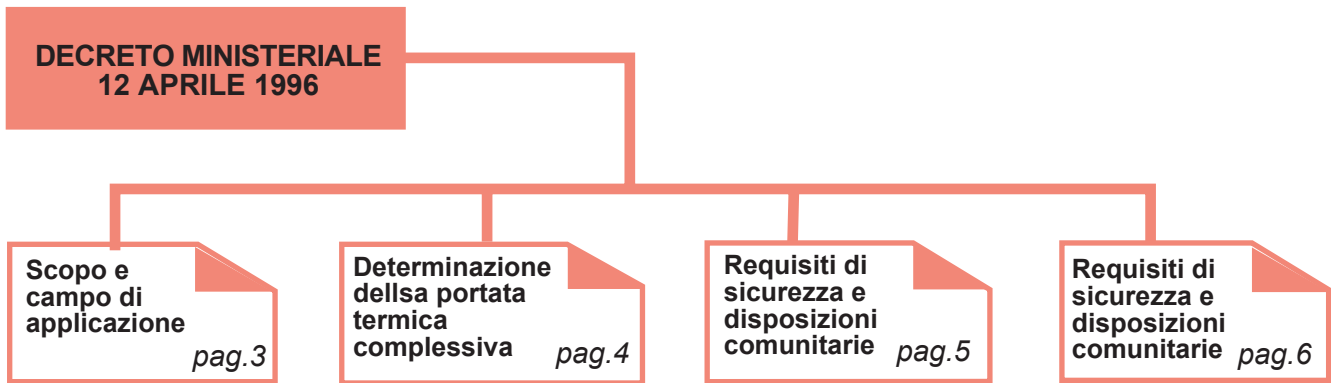 DECRETO MINISTERIALE
12 APRILE 1996
Scopo e
campo di
applicazione
pag.3
Determinazione
dellsa portata
termica
complessiva
pag.4
Requisiti di
sicurezza e
disposizioni
comunitarie
pag.5
Requisiti di
sicurezza e
disposizioni
comunitarie
pag.6